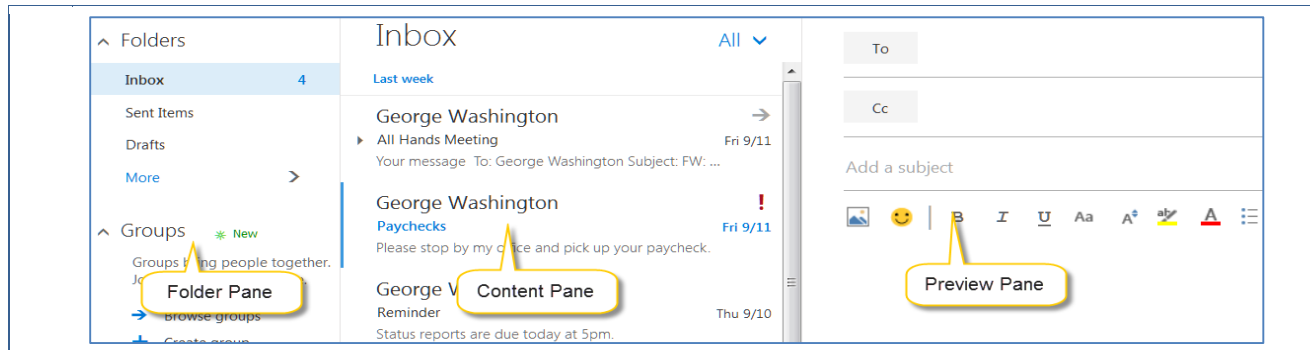 Folders
Inbox 4
Sent Items
Drafts
More
Groups New
Groups bring people together.
Folder Pane
Browse groups
Create group
Inbox All
Last week
George Washington
All Hands Meeting Fri 9/11
Your message To: George Washington Subject: FW: ...
George Washington !
Paychecks Fri 9/11
Please stop by my office and pick up your paycheck.
Content Pane
George
Reminder Thu 9/10
Status reports are due today at 5pm.
To
Cc
Add a subject
B I U Aa A ab A
Preview Pane